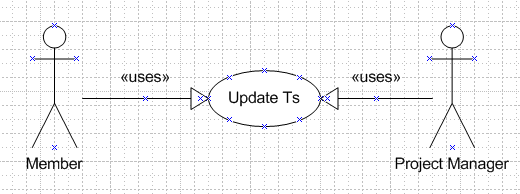 «uses»
«uses»
Update Ts
Member
Project Manager